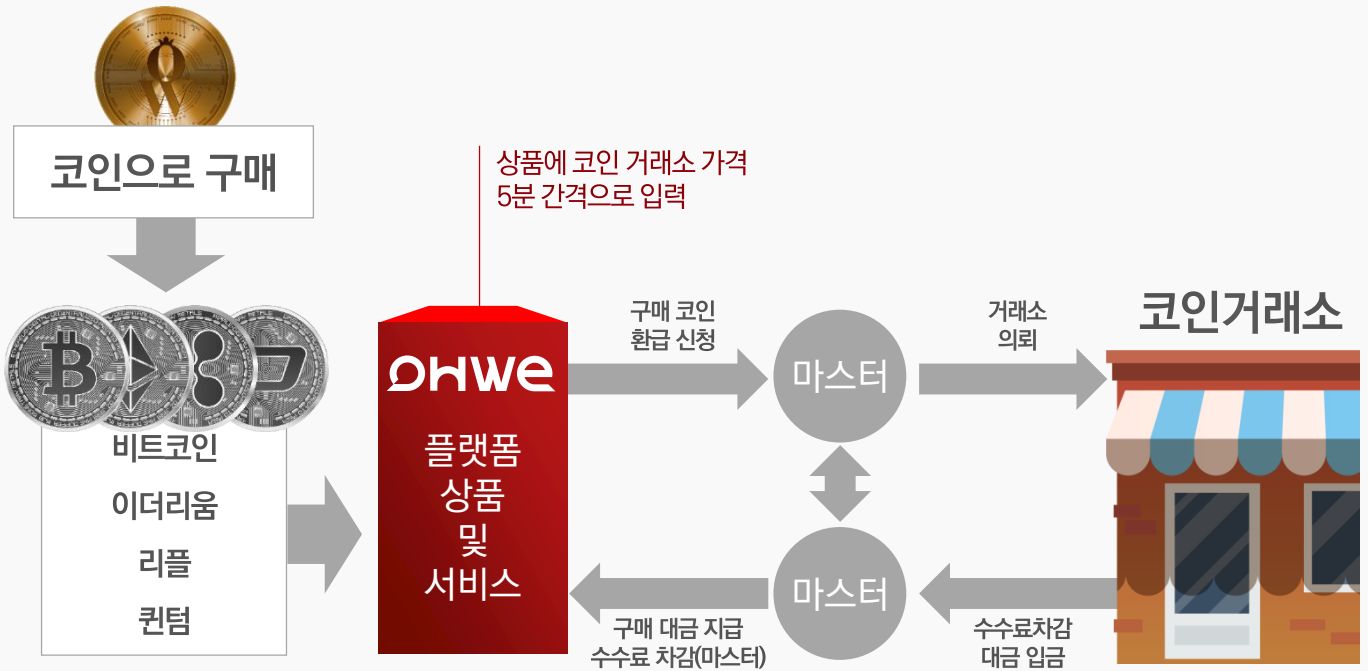 코인으로 구매
상품에 코인 거래소 가격
5분 간격으로 입력
비트코인
이더리움
리플
퀀텀
OHWE
플랫폼
상품
및
서비스
구매 코인
환급 신청
마스터
거래소
의뢰
코인거래소
마스터
구매 대금 지급
수수료 차감(마스터)
수수료차감
대금 입금